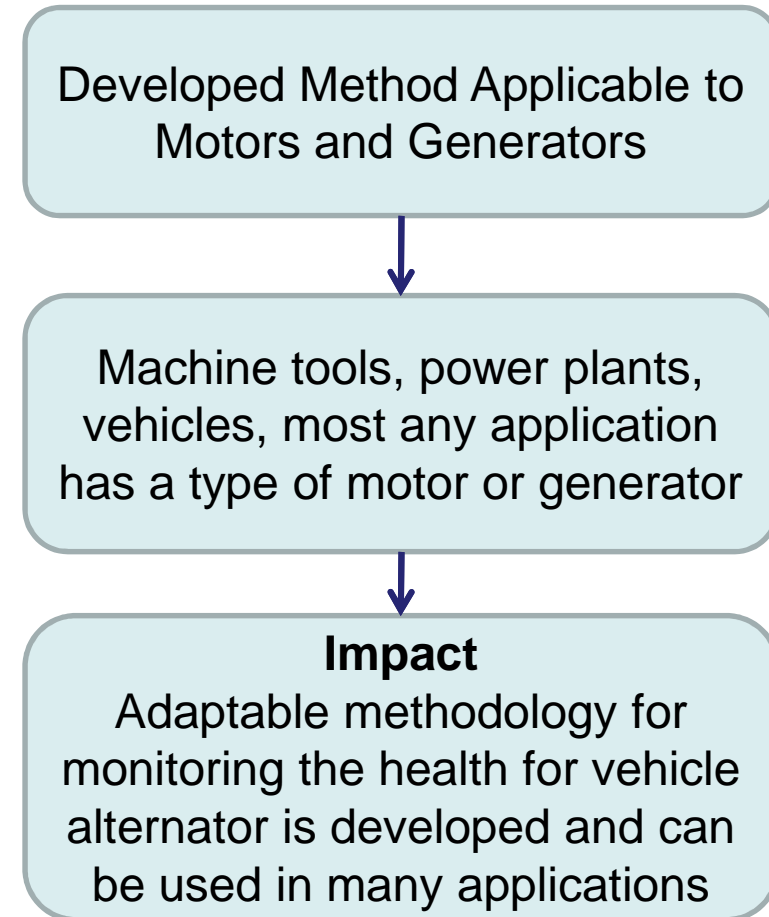 Developed Method Applicable to
Motors and Generators
Machine tools, power plants,
vehicles, most any application
has a type of motor or generator
Impact
Adaptable methodology for
monitoring the health for vehicle
alternator is developed and can
be used in many applications